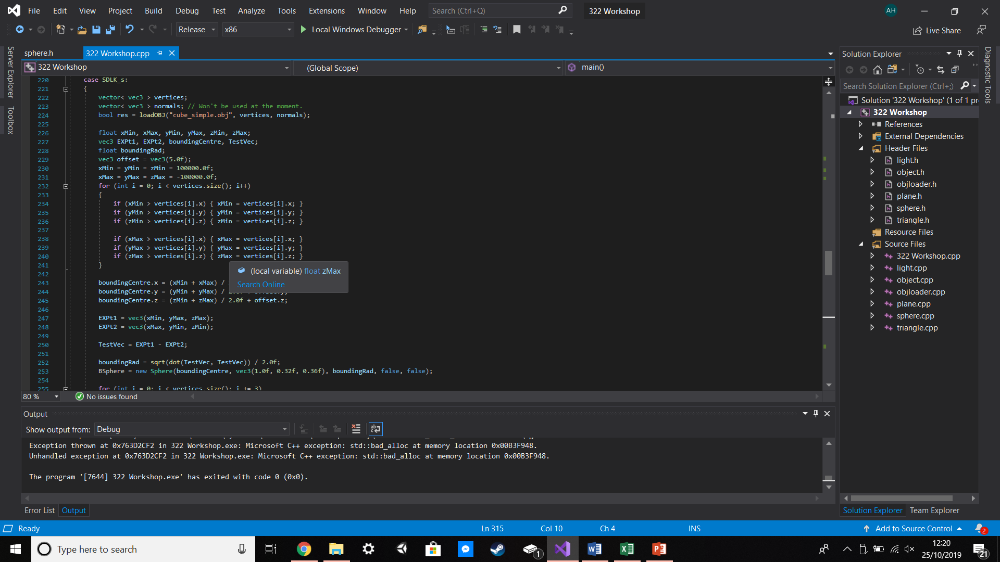 File Edit View Project Build Debug Test Analyze Tools Extensions Window Help Search (Ctrl+Q) 322 Workshop AH
Release x86 Local Windows Debugger Live Share
Server Explorer
Toolbox
sphere.h 322 Workshop.cpp
322 Workshop (Global Scope) main()
220 case SDLK_s:
221 {
222 vector< vec3 > vertices;
223 vector< vec3 > normals; // Won't be used at the moment.
224 bool res = loadOBJ("cube_simple.obj", vertices, normals);
225
226 float xMin, xMax, yMin, yMax, zMin, zMax;
227 vec3 EXPt1, EXPt2, boundingCentre, TestVec;
228 float boundingRad;
229 vec3 offset = vec3(5.0f);
230 xMin = yMin = zMin = 100000.0f;
231 xMax = yMax = zMax = -100000.0f;
232 for (int i = 0; i < vertices.size(); i++)
233 {
234 if (xMin > vertices[i].x) { xMin = vertices[i].x; }
235 if (yMin > vertices[i].y) { yMin = vertices[i].y; }
236 if (zMin > vertices[i].z) { zMin = vertices[i].z; }
237
238 if (xMax > vertices[i].x) { xMax = vertices[i].x; }
239 if (yMax > vertices[i].y) { yMax = vertices[i].y; }
240 if (zMax > vertices[i].z) { zMax = vertices[i].z; }
241 }
242
(local variable) float zMax
Search Online
243 boundingCentre.x = (xMin + xMax) /
244 boundingCentre.y = (yMin + yMax) /
245 boundingCentre.z = (zMin + zMax) / 2.0f + offset.z;
246
247 EXPt1 = vec3(xMin, yMax, zMax);
248 EXPt2 = vec3(xMax, yMin, zMin);
249
250 TestVec = EXPt1 - EXPt2;
251
252 boundingRad = sqrt(dot(TestVec, TestVec)) / 2.0f;
253 BSphere = new Sphere(boundingCentre, vec3(1.0f, 0.32f, 0.36f), boundingRad, false, false);
254
255 for (int i = 0; i < vertices.size(); i += 3)
80 % No issues found
Output
Show output from: Debug
Exception thrown at 0x763D2CF2 in 322 Workshop.exe: Microsoft C++ exception: std::bad_alloc at memory location 0x00B3F948.
Unhandled exception at 0x763D2CF2 in 322 Workshop.exe: Microsoft C++ exception: std::bad_alloc at memory location 0x00B3F948.
The program '[7644] 322 Workshop.exe' has exited with code 0 (0x0).
Error List Output
Solution Explorer
Search Solution Explorer (Ctrl+;)
Solution '322 Workshop' (1 of 1 pr
322 Workshop
References
External Dependencies
Header Files
light.h
object.h
objloader.h
plane.h
sphere.h
triangle.h
Resource Files
Source Files
322 Workshop.cpp
light.cpp
object.cpp
objloader.cpp
plane.cpp
sphere.cpp
triangle.cpp
Solution Explorer Team Explorer
Diagnostic Tools
Ready Ln 315 Col 10 Ch 4 INS Add to Source Control 2
Type here to search 1 12:20
25/10/2019 21